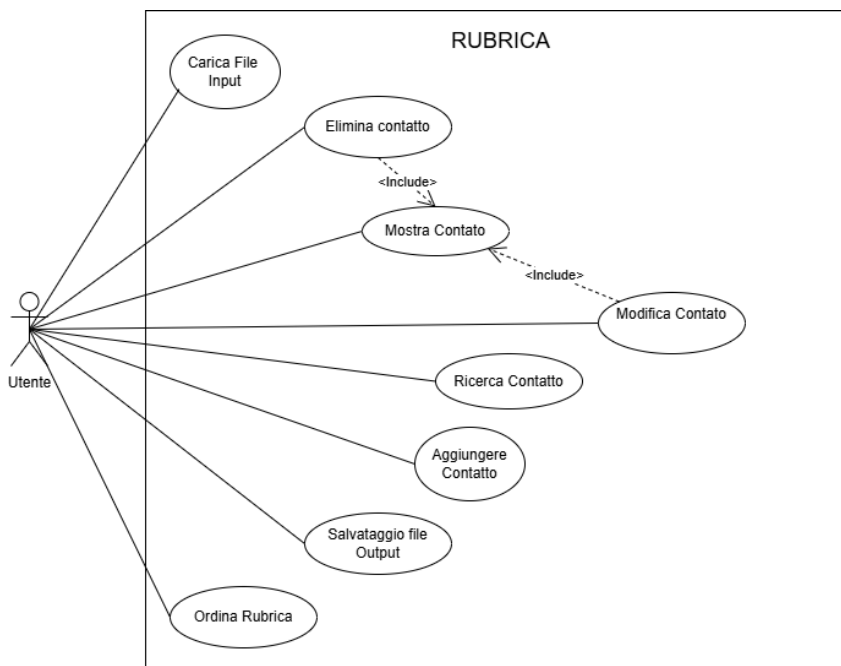 RUBRICA
Carica File
Input
Elimina contatto
<Include>
Mostra Contato
<Include>
Modifica Contato
Utente
Ricerca Contatto
Aggiungere
Contatto
Salvataggio file
Output
Ordina Rubrica